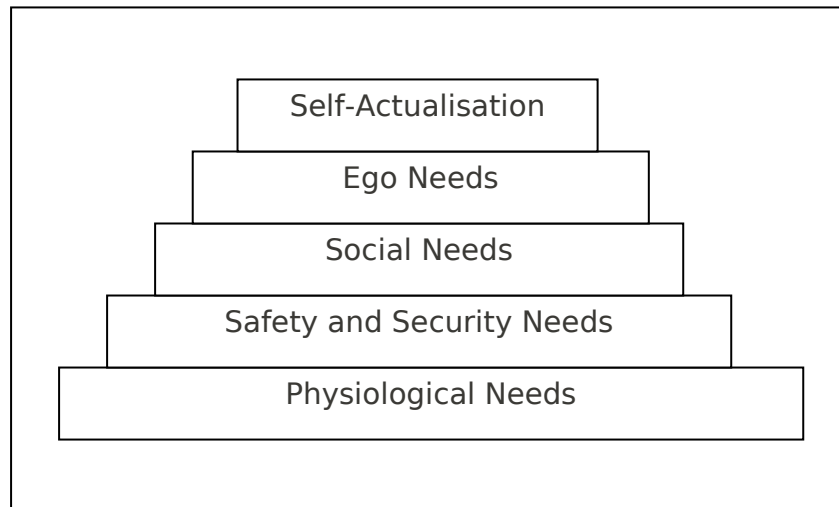 Self-Actualisation
Ego Needs
Social Needs
Safety and Security Needs
Physiological Needs